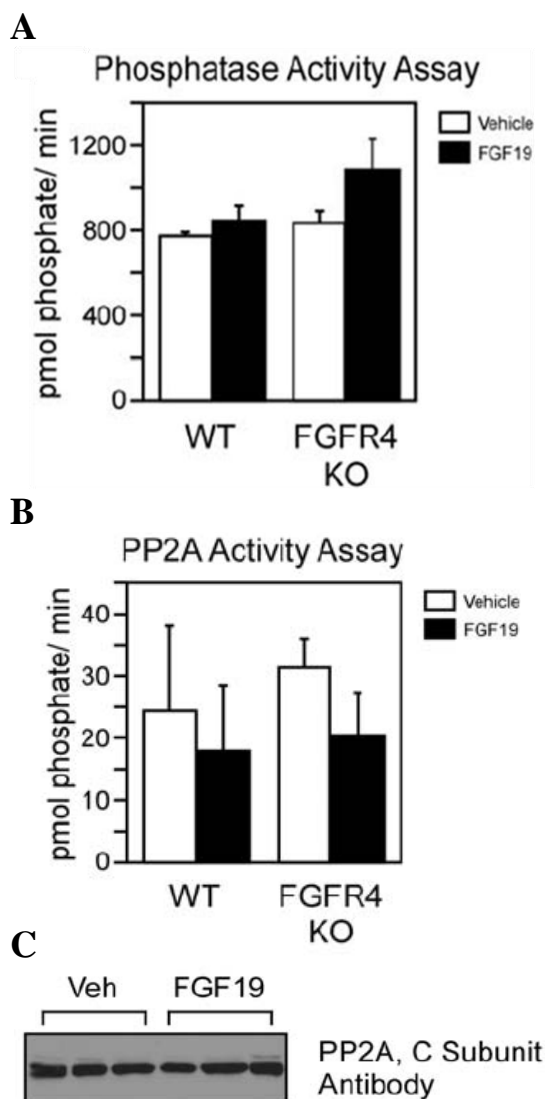 A
Phosphatase Activity Assay
pmol phosphate/ min
1200
800
400
0
Vehicle
FGF19
WT
FGFR4
KO
B
PP2A Activity Assay
pmol phosphate/ min
40
30
20
10
0
Vehicle
FGF19
WT
FGFR4
KO
C
Veh
FGF19
PP2A, C Subunit
Antibody